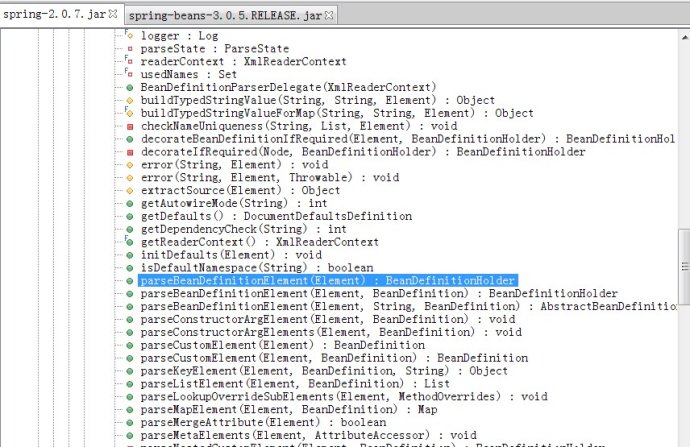 spring-2.0.7.jar spring-beans-3.0.5.RELEASE.jar
logger : Log
parseState : ParseState
readerContext : XmlReaderContext
usedNames : Set
BeanDefinitionParserDelegate(XmlReaderContext)
buildTypedStringValue(String, String, Element) : Object
buildTypedStringValueForMap(String, String, Element) : Object
checkNameUniqueness(String, List, Element) : void
decorateBeanDefinitionIfRequired(Element, BeanDefinitionHolder) : BeanDefinitionHol
decorateIfRequired(Node, BeanDefinitionHolder) : BeanDefinitionHolder
error(String, Element) : void
error(String, Element, Throwable) : void
extractSource(Element) : Object
getAutowireMode(String) : int
getDefaults() : DocumentDefaultsDefinition
getDependencyCheck(String) : int
getReaderContext() : XmlReaderContext
initDefaults(Element) : void
isDefaultNamespace(String) : boolean
parseBeanDefinitionElement(Element) : BeanDefinitionHolder
parseBeanDefinitionElement(Element, BeanDefinition) : BeanDefinitionHolder
parseBeanDefinitionElement(Element, String, BeanDefinition) : AbstractBeanDefinition
parseConstructorArgElement(Element, BeanDefinition) : void
parseConstructorArgElements(Element, BeanDefinition) : void
parseCustomElement(Element) : BeanDefinition
parseCustomElement(Element, BeanDefinition) : BeanDefinition
parseKeyElement(Element, BeanDefinition, String) : Object
parseListElement(Element, BeanDefinition) : List
parseLookupOverrideSubElements(Element, MethodOverrides) : void
parseMapElement(Element, BeanDefinition) : Map
parseMergeAttribute(Element) : boolean
parseMetaElements(Element, AttributeAccessor) : void